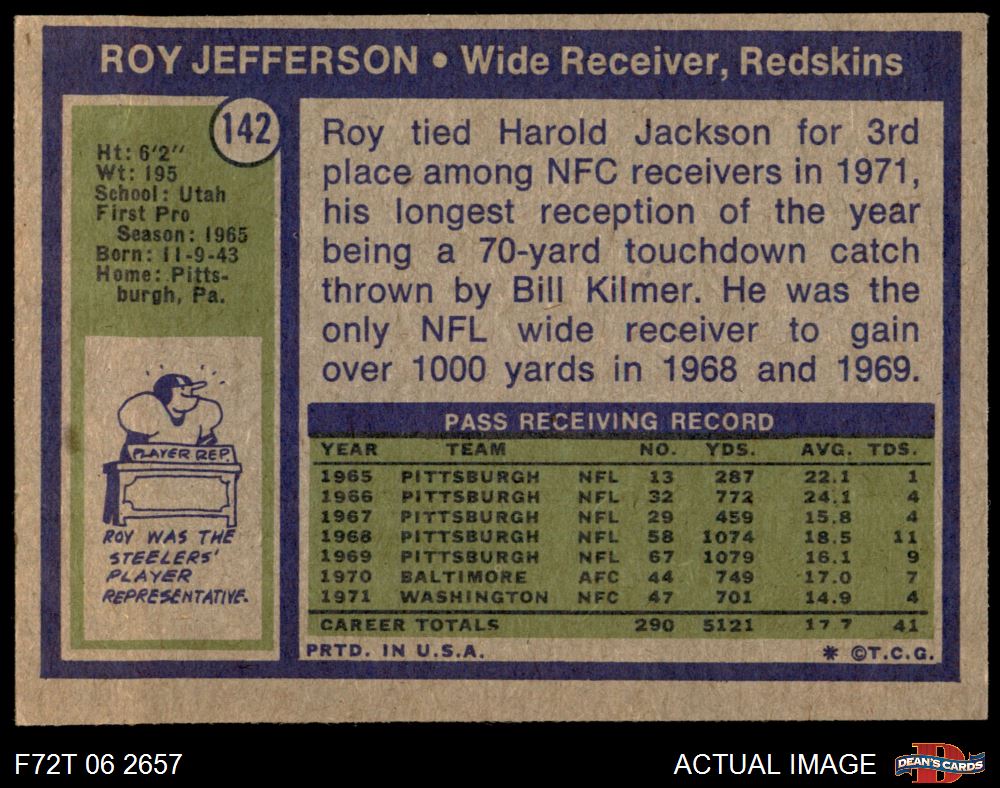 ROY JEFFERSON • Wide Receiver, Redskins
142
Ht: 6'2"
Wt: 195
School: Utah
First Pro
Season: 1965
Born: 11-9-43
Home: Pitts-
burgh, Pa.
PLAYER REP.
ROY WAS THE
STEELERS'
PLAYER
REPRESENTATIVE.
Roy tied Harold Jackson for 3rd
place among NFC receivers in 1971,
his longest reception of the year
being a 70-yard touchdown catch
thrown by Bill Kilmer. He was the
only NFL wide receiver to gain
over 1000 yards in 1968 and 1969.
PASS RECEIVING RECORD
YEAR TEAM NO. YDS. AVG. TDS.
1965 PITTSBURGH NFL 13 287 22.1 1
1966 PITTSBURGH NFL 32 772 24.1 4
1967 PITTSBURGH NFL 29 459 15.8 4
1968 PITTSBURGH NFL 58 1074 18.5 11
1969 PITTSBURGH NFL 67 1079 16.1 9
1970 BALTIMORE AFC 44 749 17.0 7
1971 WASHINGTON NFC 47 701 14.9 4
CAREER TOTALS 290 5121 17.7 41
PRTD. IN U.S.A. * ©T.C.G.
F72T 06 2657 ACTUAL IMAGE
DEAN'S CARDS